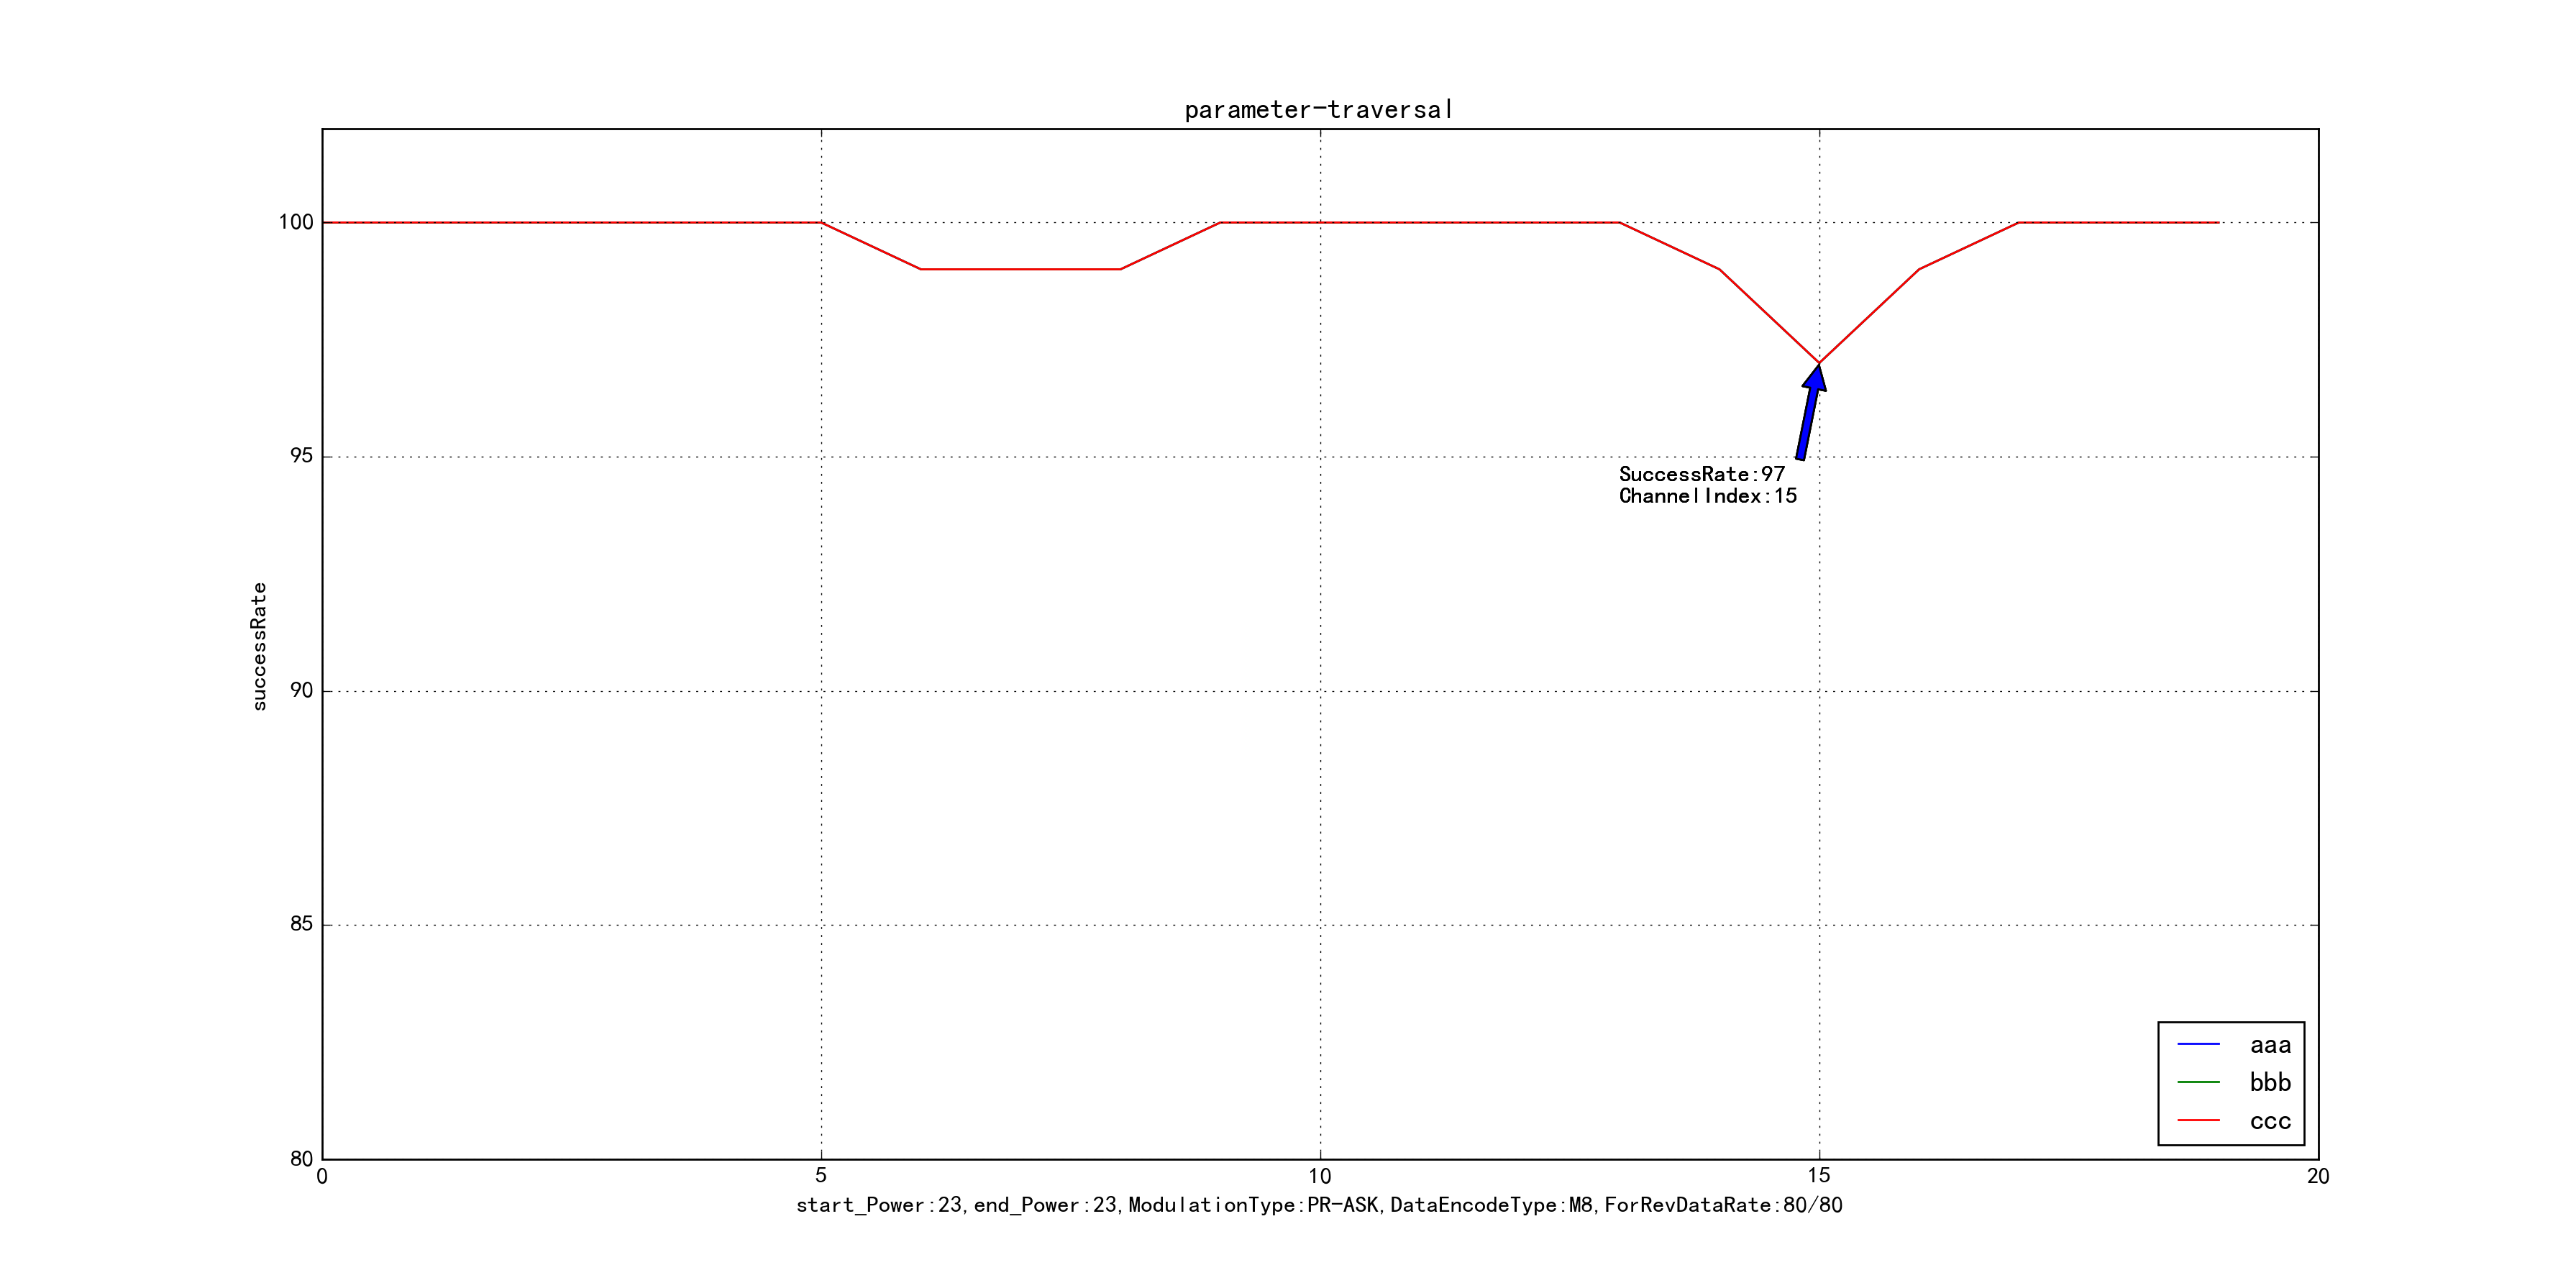 parameter-traversal
100
95
90
85
80
successRate
SuccessRate:97
ChannelIndex:15
aaa
bbb
ccc
0 5 10 15 20
start_Power:23,end_Power:23,ModulationType:PR-ASK,DataEncodeType:M8,ForRevDataRate:80/80